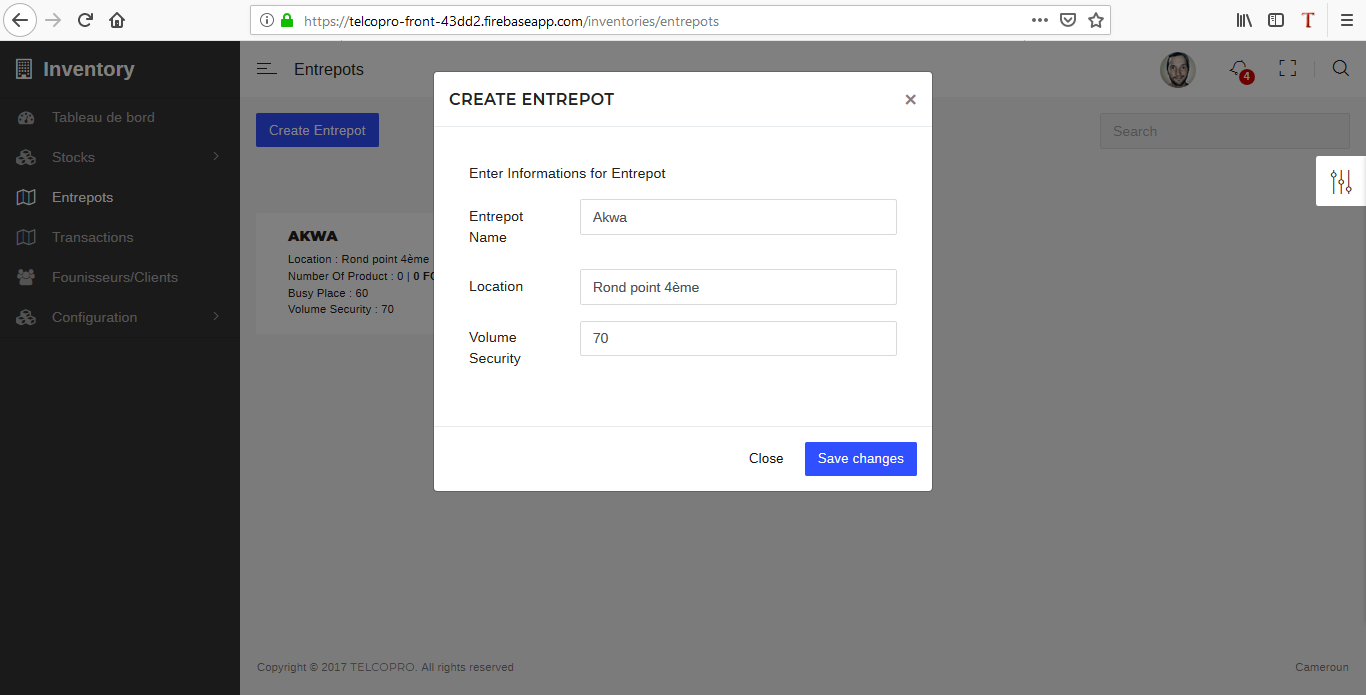 https://telcopro-front-43dd2.firebaseapp.com/inventories/entrepots
T
Inventory
Entrepots
4
Tableau de bord
Stocks
Entrepots
Transactions
Founisseurs/Clients
Configuration
Create Entrepot
Search
AKWA
Location : Rond point 4ème
Number Of Product : 0 | 0 FC
Busy Place : 60
Volume Security : 70
CREATE ENTREPOT
×
Enter Informations for Entrepot
Entrepot
Name
Akwa
Location
Rond point 4ème
Volume
Security
70
Close
Save changes
Copyright © 2017 TELCOPRO. All rights reserved
Cameroun